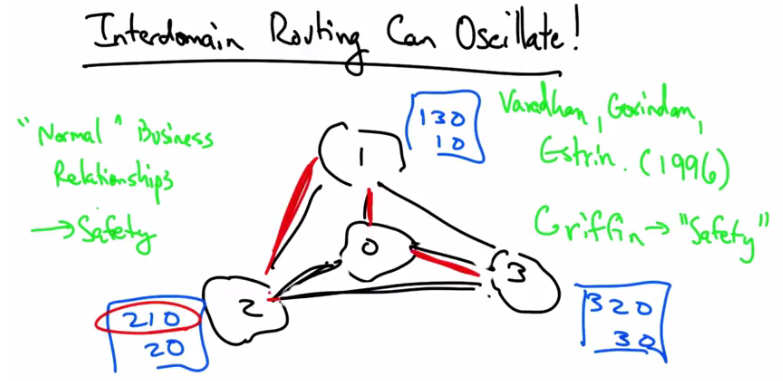 Interdomain Routing Can Oscillate!
"Normal" Business
Relationships
→ Safety
130
10
Varadhan, Govindan,
Estrin. (1996)
Griffin → "Safety"
1
0
2
3
210
20
320
30